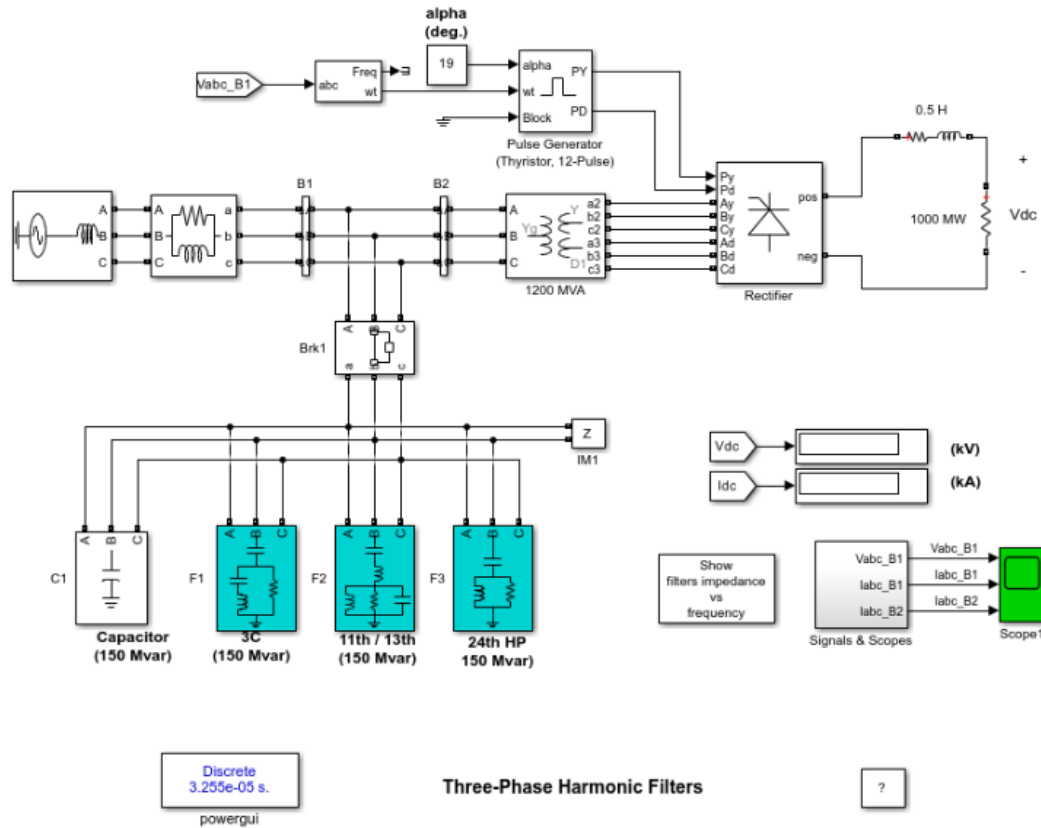 alpha
(deg.)
19
Vabc_B1
abc
Freq
wt
alpha
wt
Block
PY
PD
Pulse Generator
(Thyristor, 12-Pulse)
0.5 H
+
1000 MW
Vdc
-
A
B
C
A
B
C
a
b
c
B1
B2
A
B
C
Yg
Y
D1
a2
b2
c2
a3
b3
c3
1200 MVA
Py
Pd
Ay
By
Cy
Ad
Bd
Cd
pos
neg
Rectifier
Brk1
A
B
C
a
b
c
Z
IM1
Vdc
(kV)
Idc
(kA)
A
B
C
C1
Capacitor
(150 Mvar)
A
B
C
F1
3C
(150 Mvar)
A
B
C
F2
11th / 13th
(150 Mvar)
A
B
C
F3
24th HP
150 Mvar)
Show
filters impedance
vs
frequency
Vabc_B1
Iabc_B1
Iabc_B2
Signals & Scopes
Vabc_B1
Iabc_B1
Iabc_B2
Scope1
Discrete
3.255e-05 s.
powergui
Three-Phase Harmonic Filters
?